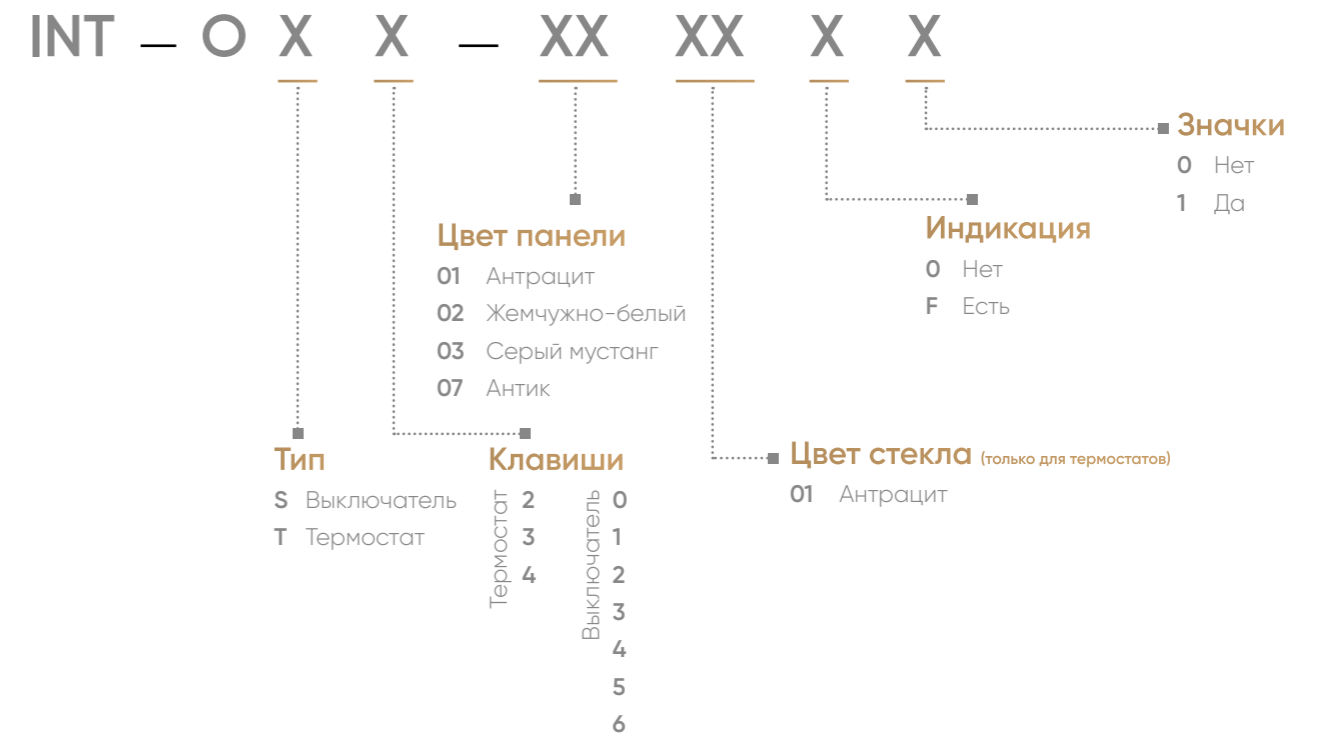 INT – O X X – XX XX X X
Значки
0 Нет
1 Да
Индикация
0 Нет
F Есть
Цвет панели
01 Антрацит
02 Жемчужно-белый
03 Серый мустанг
07 Антик
Тип
S Выключатель
T Термостат
Клавиши
Термостат
2
3
4
Выключатель
0
1
2
3
4
5
6
Цвет стекла (только для термостатов)
01 Антрацит